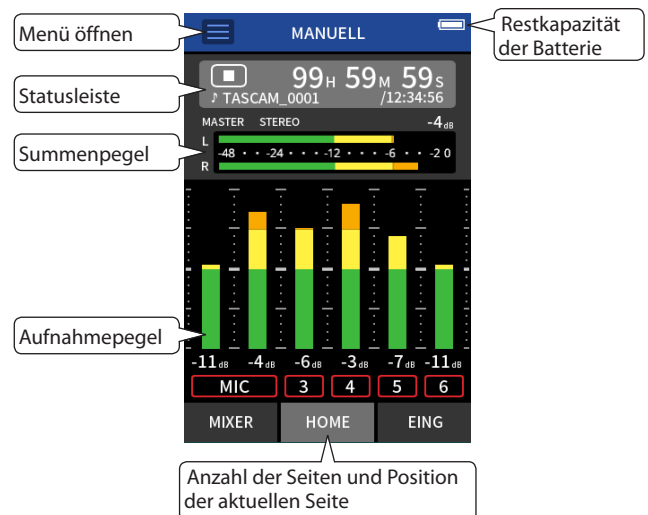 Menü öffnen
MANUELL
Restkapazität
der Batterie
Statusleiste
99H 59M 59S
♪ TASCAM_0001 /12:34:56
MASTER STEREO -4dB
Summenpegel
L
-48 · · -24 · · · -12 · · · -6 · · -2 0
R
Aufnahmepegel
-11dB -4dB -6dB -3dB -7dB -11dB
MIC 3 4 5 6
MIXER HOME EING
Anzahl der Seiten und Position
der aktuellen Seite